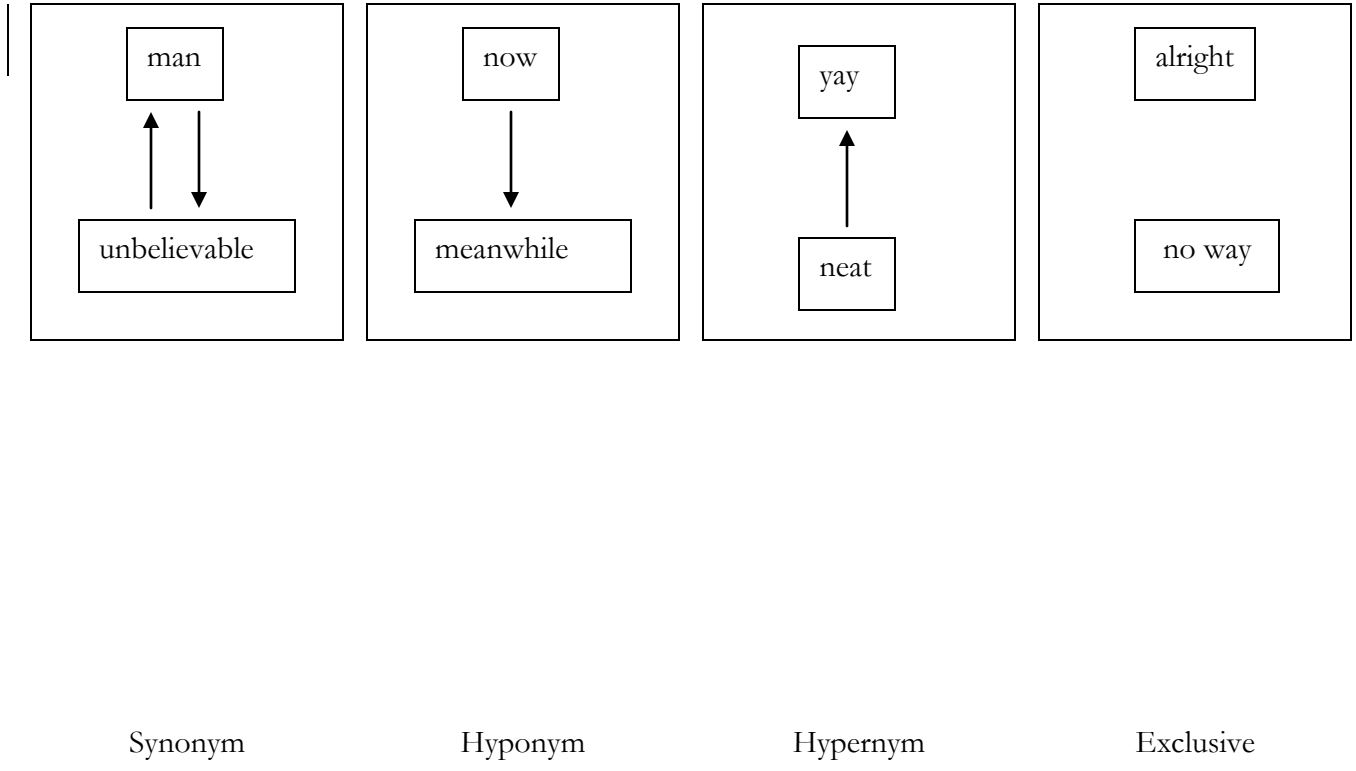 man
now
yay
alright
unbelievable
meanwhile
neat
no way
Synonym
Hyponym
Hypernym
Exclusive